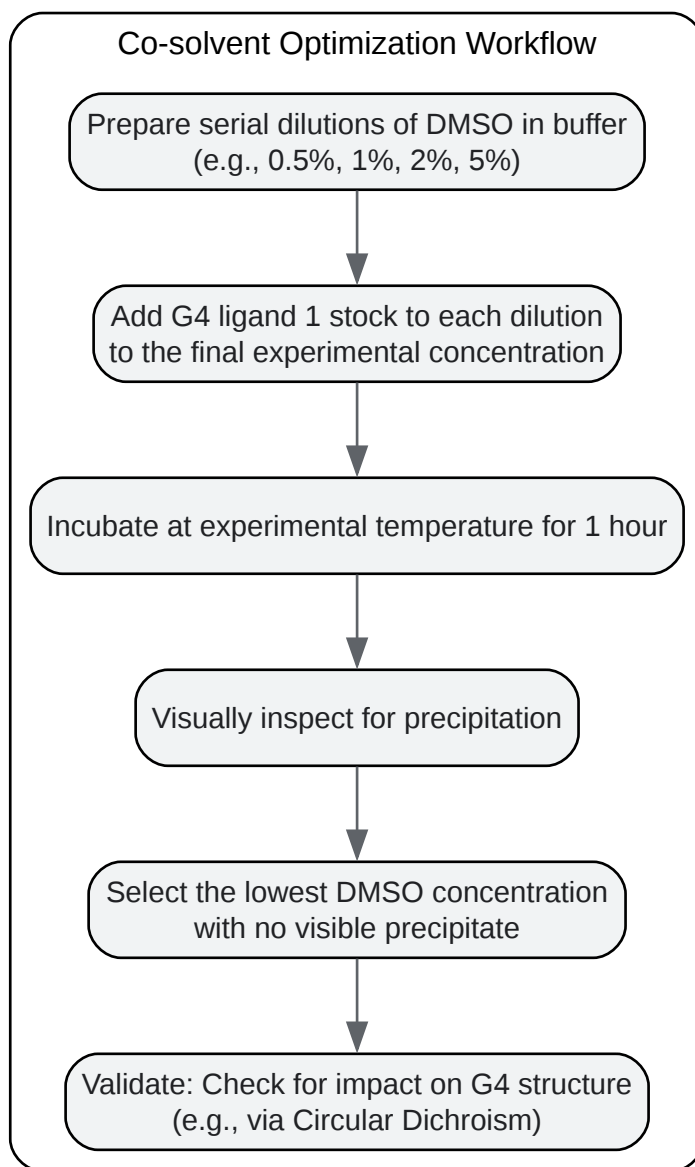 Co-solvent Optimization Workflow
Prepare serial dilutions of DMSO in buffer
(e.g., 0.5%, 1%, 2%, 5%)
Add G4 ligand 1 stock to each dilution
to the final experimental concentration
Incubate at experimental temperature for 1 hour
Visually inspect for precipitation
Select the lowest DMSO concentration
with no visible precipitate
Validate: Check for impact on G4 structure
(e.g., via Circular Dichroism)